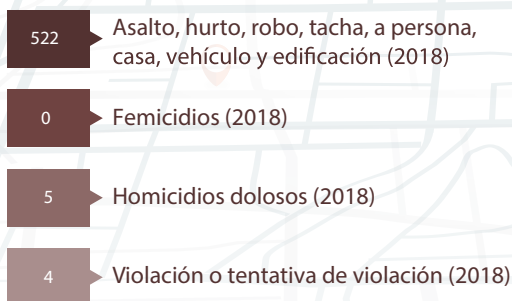 522
Asalto, hurto, robo, tacha, a persona,
casa, vehículo y edificación (2018)
0
Femicidios (2018)
5
Homicidios dolosos (2018)
4
Violación o tentativa de violación (2018)